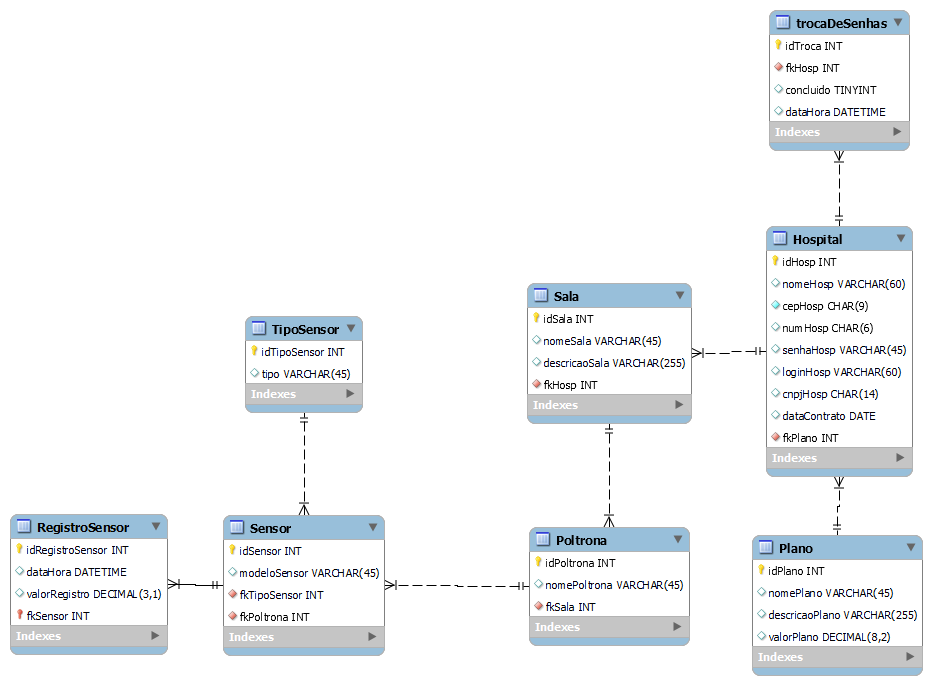 trocaDeSenhas
idTroca INT
fkHosp INT
concluido TINYINT
dataHora DATETIME
Indexes
Hospital
idHosp INT
nomeHosp VARCHAR(60)
cepHosp CHAR(9)
numHosp CHAR(6)
senhaHosp VARCHAR(45)
loginHosp VARCHAR(60)
cnpjHosp CHAR(14)
dataContrato DATE
fkPlano INT
Indexes
Sala
idSala INT
nomeSala VARCHAR(45)
descricaoSala VARCHAR(255)
fkHosp INT
Indexes
TipoSensor
idTipoSensor INT
tipo VARCHAR(45)
Indexes
RegistroSensor
idRegistroSensor INT
dataHora DATETIME
valorRegistro DECIMAL(3,1)
fkSensor INT
Indexes
Sensor
idSensor INT
modeloSensor VARCHAR(45)
fkTipoSensor INT
fkPoltrona INT
Indexes
Poltrona
idPoltrona INT
nomePoltrona VARCHAR(45)
fkSala INT
Indexes
Plano
idPlano INT
nomePlano VARCHAR(45)
descricaoPlano VARCHAR(255)
valorPlano DECIMAL(8,2)
Indexes